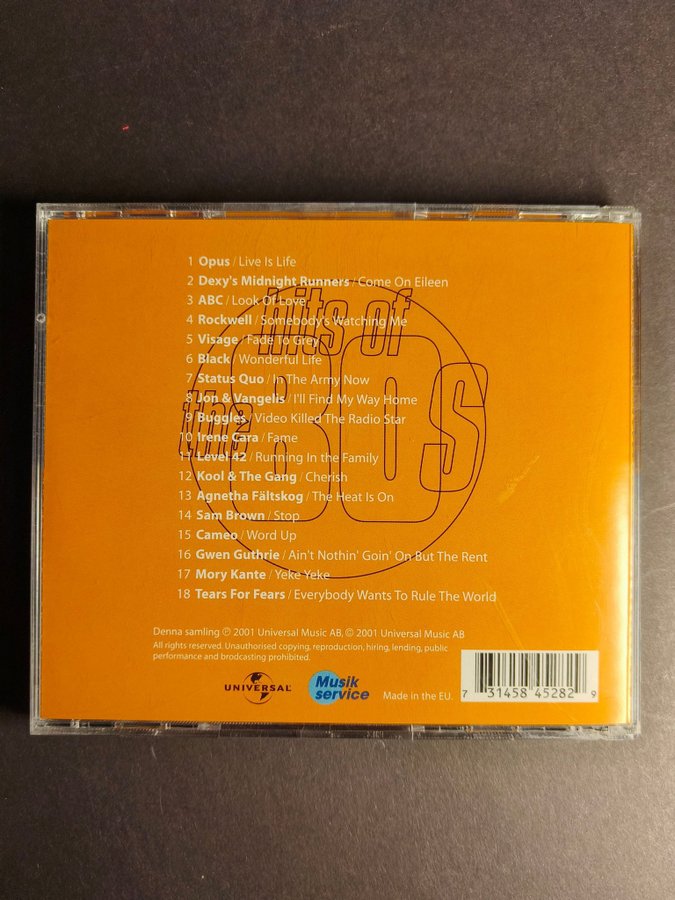 1 Opus / Live Is Life
2 Dexy's Midnight Runners / Come On Eileen
3 ABC / Look Of Love
4 Rockwell / Somebody's Watching Me
5 Visage / Fade To Grey
6 Black / Wonderful Life
7 Status Quo / In The Army Now
8 Jon & Vangelis / I'll Find My Way Home
9 Buggles / Video Killed The Radio Star
10 Irene Cara / Fame
11 Level 42 / Running In the Family
12 Kool & The Gang / Cherish
13 Agnetha Fältskog / The Heat Is On
14 Sam Brown / Stop
15 Cameo / Word Up
16 Gwen Guthrie / Ain't Nothin' Goin' On But The Rent
17 Mory Kante / Yeke Yeke
18 Tears For Fears / Everybody Wants To Rule The World
hits of
the 80s
Denna samling ℗ 2001 Universal Music AB, © 2001 Universal Music AB
All rights reserved. Unauthorised copying, reproduction, hiring, lending, public
performance and brodcasting prohibited.
UNIVERSAL
Musik
service
Made in the EU.
7 31458 45282 9